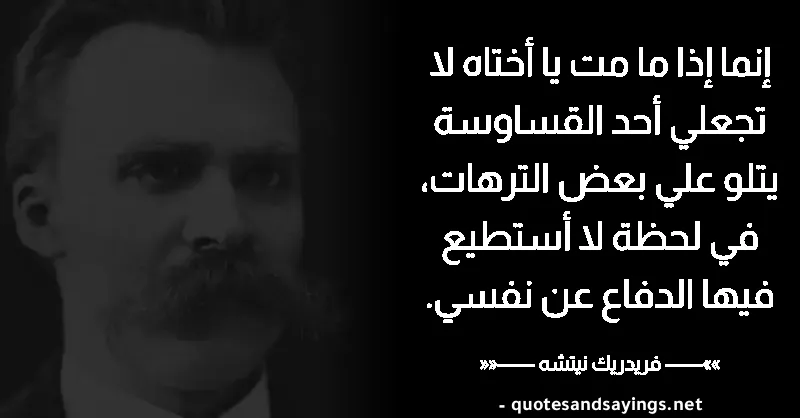 إنما إذا ما مت يا أختاه لا
تجعلي أحد القساوسة
يتلو علي بعض الترهات،
في لحظة لا أستطيع
فيها الدفاع عن نفسي.
»—— فريدريك نيتشه ——««
- quotesandsayings.net